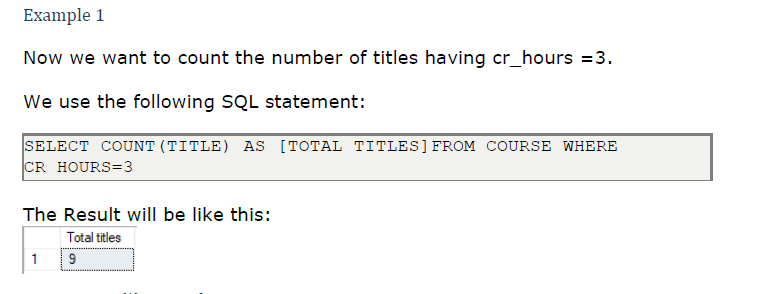 Example 1
Now we want to count the number of titles having cr_hours =3.
We use the following SQL statement:
SELECT COUNT(TITLE) AS [TOTAL TITLES]FROM COURSE WHERE
CR HOURS=3
The Result will be like this:
Total titles
1 9